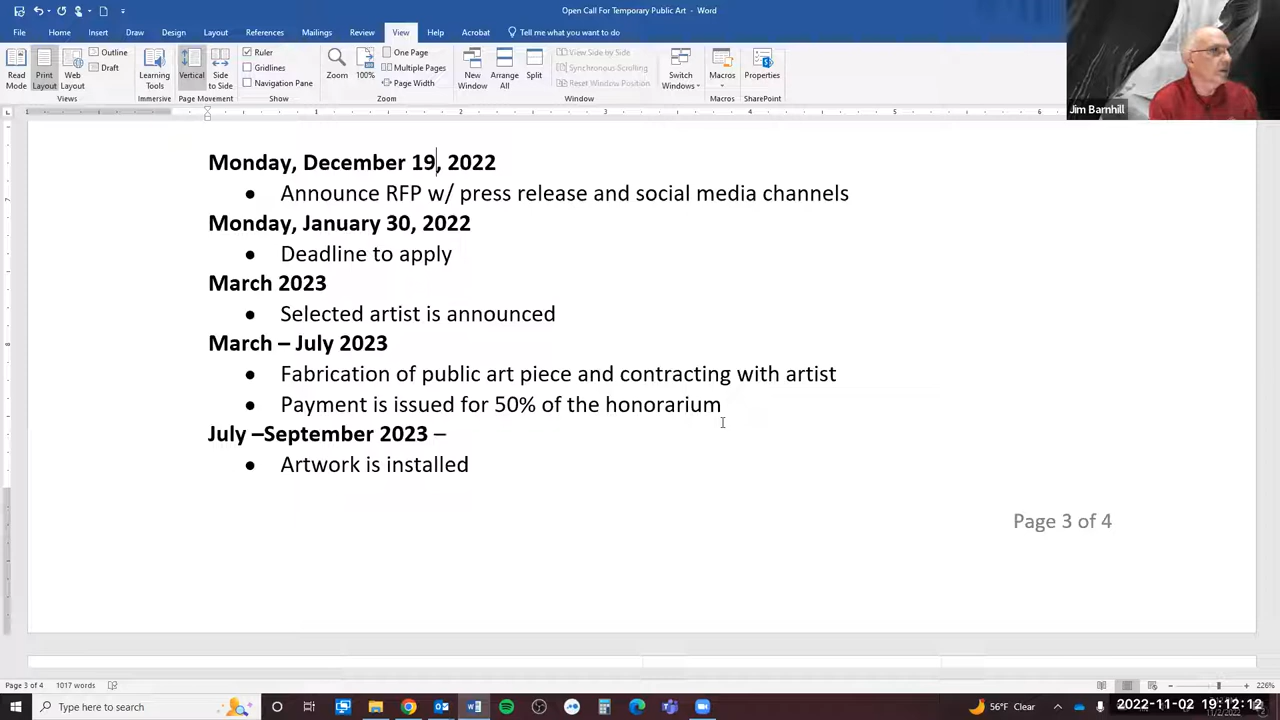 Open Call For Temporary Public Art - Word
File Home Insert Draw Design Layout References Mailings Review View Help Acrobat Tell me what you want to do
Read Mode
Print Layout
Web Layout
Outline
Draft
Views
Learning Tools
Immersive
Vertical
Side to Side
Page Movement
Ruler
Gridlines
Navigation Pane
Show
Zoom
100%
One Page
Multiple Pages
Page Width
Zoom
New Window
Arrange All
Split
View Side by Side
Synchronous Scrolling
Reset Window Position
Window
Switch Windows
Macros
Macros
Properties
SharePoint
Jim Barnhill
Monday, December 19, 2022
• Announce RFP w/ press release and social media channels
Monday, January 30, 2022
• Deadline to apply
March 2023
• Selected artist is announced
March – July 2023
• Fabrication of public art piece and contracting with artist
• Payment is issued for 50% of the honorarium
July –September 2023 –
• Artwork is installed
Page 3 of 4
Page 3 of 4 1017 words 226%
Type here to search
56°F Clear
2022-11-02 19:12:12